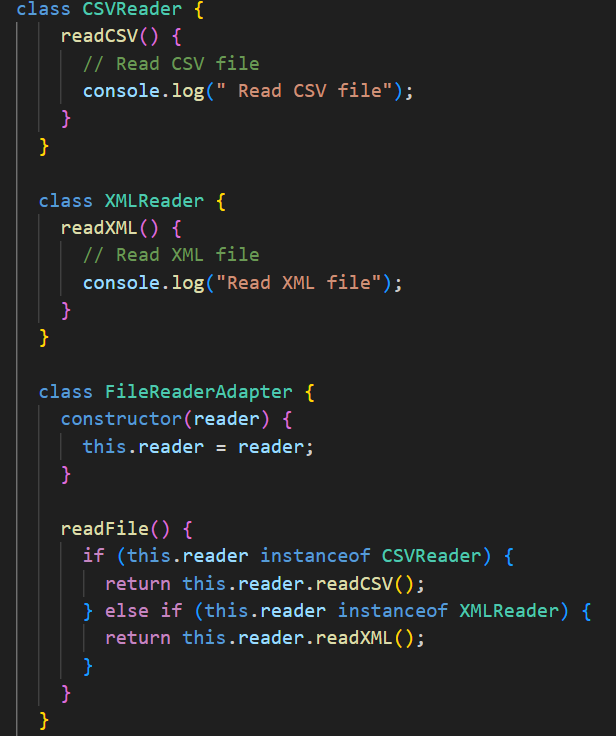 class CSVReader {
readCSV() {
// Read CSV file
console.log(" Read CSV file");
}
}
class XMLReader {
readXML() {
// Read XML file
console.log("Read XML file");
}
}
class FileReaderAdapter {
constructor(reader) {
this.reader = reader;
}
readFile() {
if (this.reader instanceof CSVReader) {
return this.reader.readCSV();
} else if (this.reader instanceof XMLReader) {
return this.reader.readXML();
}
}
}